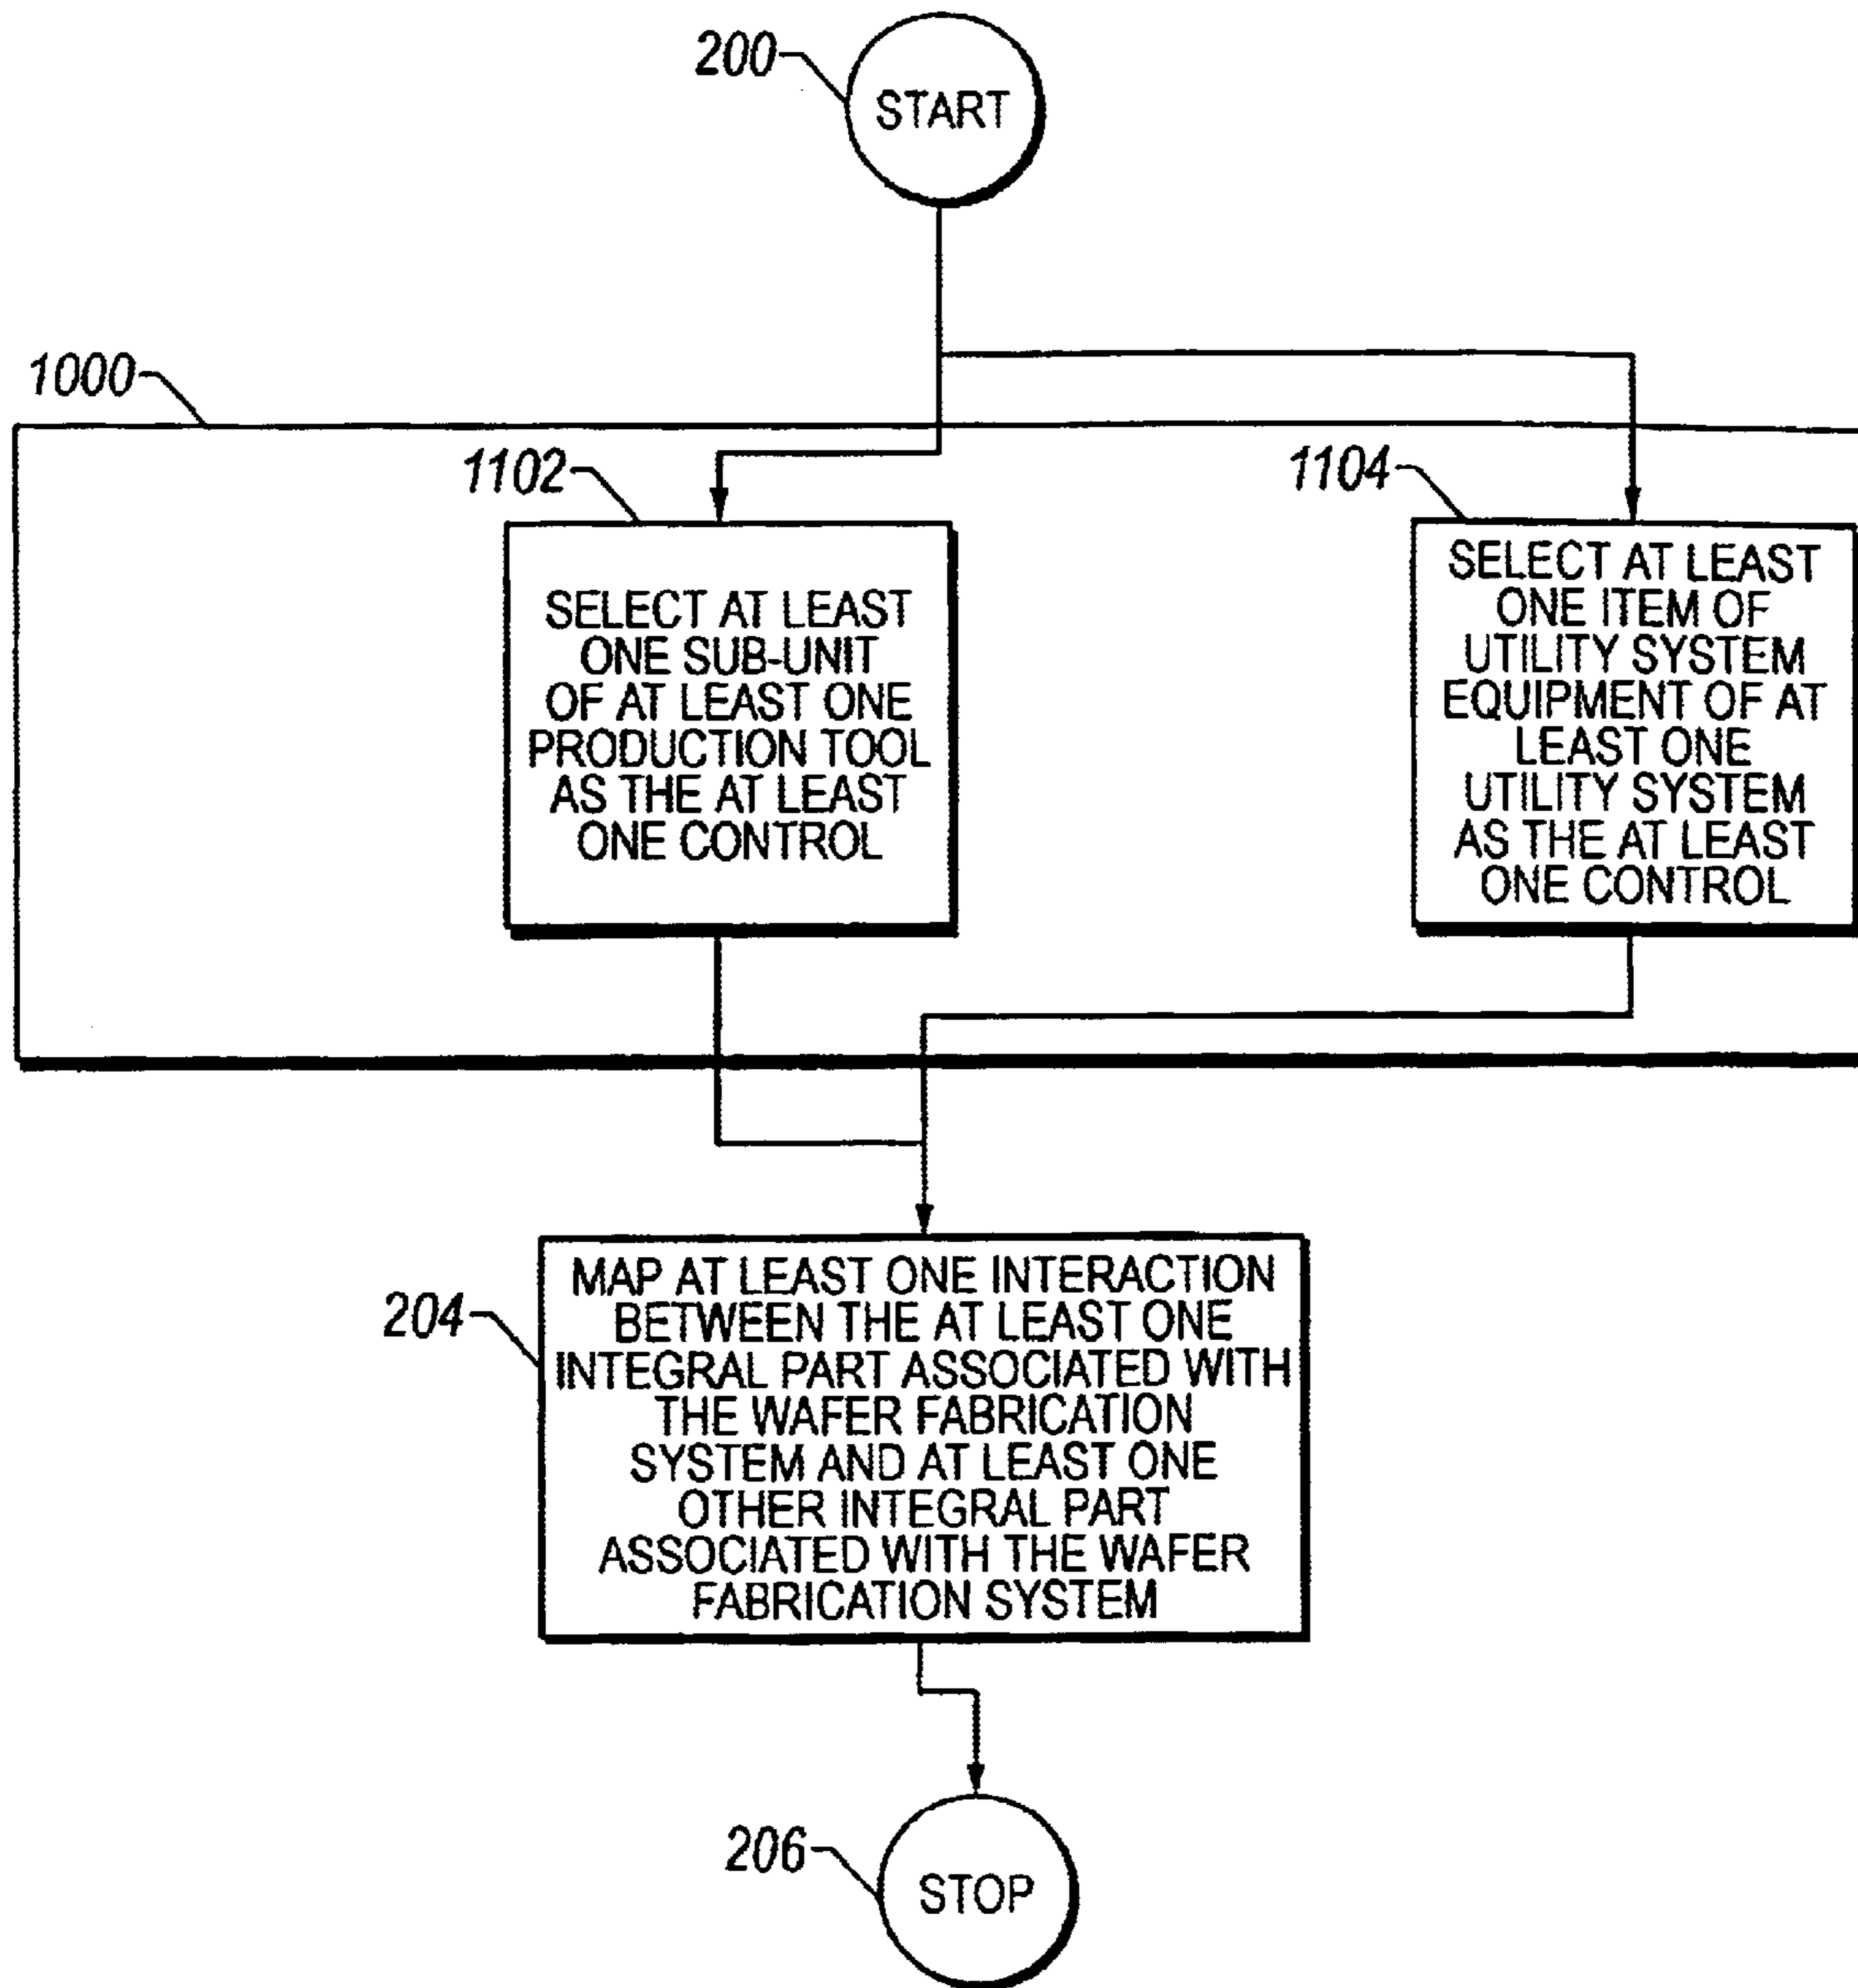 200
START
1000
1102
1104
SELECT AT LEAST
ONE SUB-UNIT
OF AT LEAST ONE
PRODUCTION TOOL
AS THE AT LEAST
ONE CONTROL
SELECT AT LEAST
ONE ITEM OF
UTILITY SYSTEM
EQUIPMENT OF AT
LEAST ONE
UTILITY SYSTEM
AS THE AT LEAST
ONE CONTROL
204
MAP AT LEAST ONE INTERACTION
BETWEEN THE AT LEAST ONE
INTEGRAL PART ASSOCIATED WITH
THE WAFER FABRICATION
SYSTEM AND AT LEAST ONE
OTHER INTEGRAL PART
ASSOCIATED WITH THE WAFER
FABRICATION SYSTEM
206
STOP